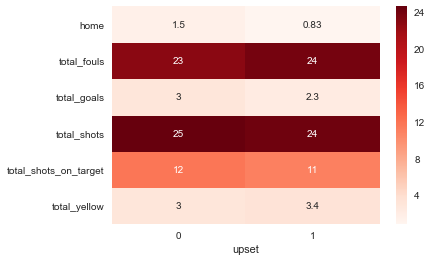 home 1.5 0.83 24
total_fouls 23 24 20
total_goals 3 2.3 16
total_shots 25 24 12
total_shots_on_target 12 11 8
total_yellow 3 3.4 4
0 1
upset